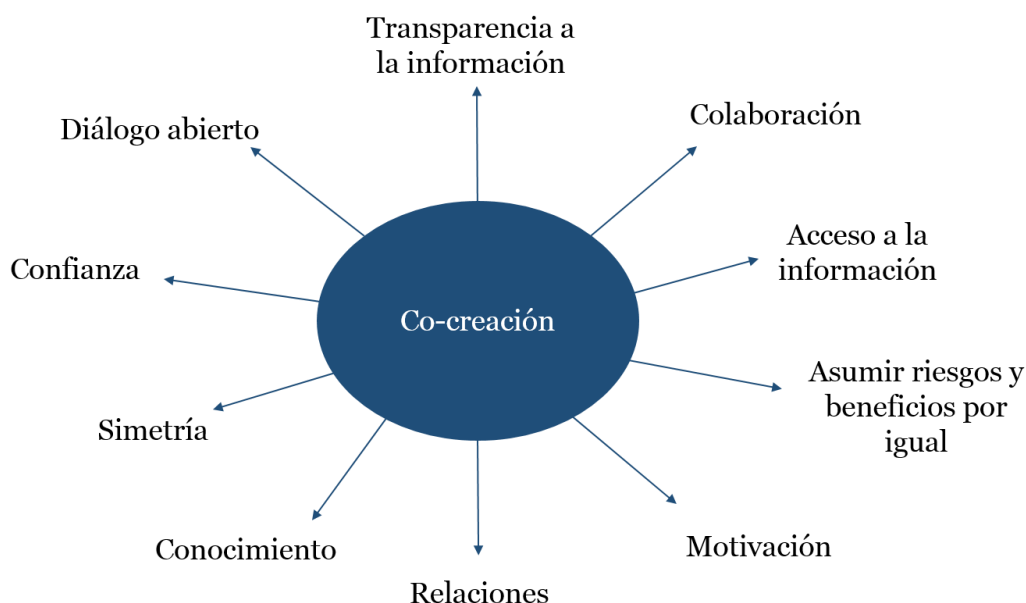 Transparencia a
la información
Colaboración
Diálogo abierto
Acceso a la
información
Confianza
Co-creación
Asumir riesgos y
beneficios por
igual
Simetría
Motivación
Conocimiento
Relaciones